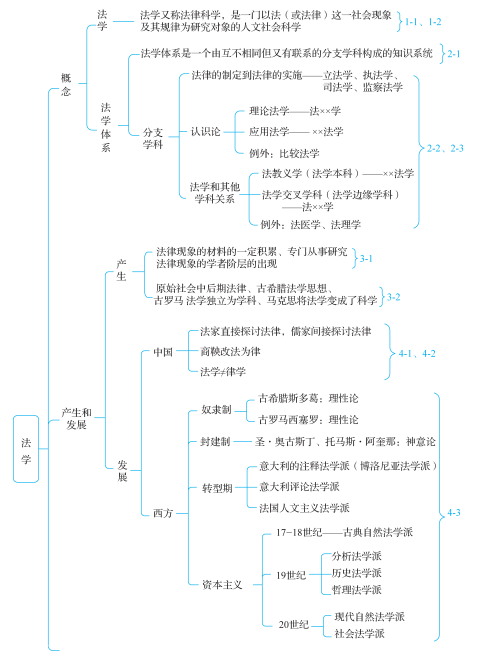 法学
概念
法学
法学又称法律科学，是一门以法（或法律）这一社会现象
及其规律为研究对象的人文社会科学
1-1、1-2
法学体系
法学体系是一个由互不相同但又有联系的分支学科构成的知识系统
2-1
分支
学科
法律的制定到法律的实施——立法学、执法学、
司法学、监察法学
认识论
理论法学——法××学
应用法学—— ××法学
例外：比较法学
法学和其他
学科关系
法教义学（法学本科）——××法学
法学交叉学科（法学边缘学科）
——法××学
例外：法医学、法理学
2-2 、2-3
产生和
发展
产生
法律现象的材料的一定积累、专门从事研究
法律现象的学者阶层的出现
3-1
原始社会中后期法律、古希腊法学思想、
古罗马 法学独立为学科、马克思将法学变成了科学
3-2
发展
中国
法家直接探讨法律，儒家间接探讨法律
商鞅改法为律
法学≠律学
4-1、4-2
西方
奴隶制
古希腊斯多葛：理性论
古罗马西塞罗：理性论
封建制
圣·奥古斯丁、托马斯·阿奎那：神意论
转型期
意大利的注释法学派（博洛尼亚法学派）
意大利评论法学派
法国人文主义法学派
资本主义
17-18世纪——古典自然法学派
19世纪
分析法学派
历史法学派
哲理法学派
20世纪
现代自然法学派
社会法学派
4-3